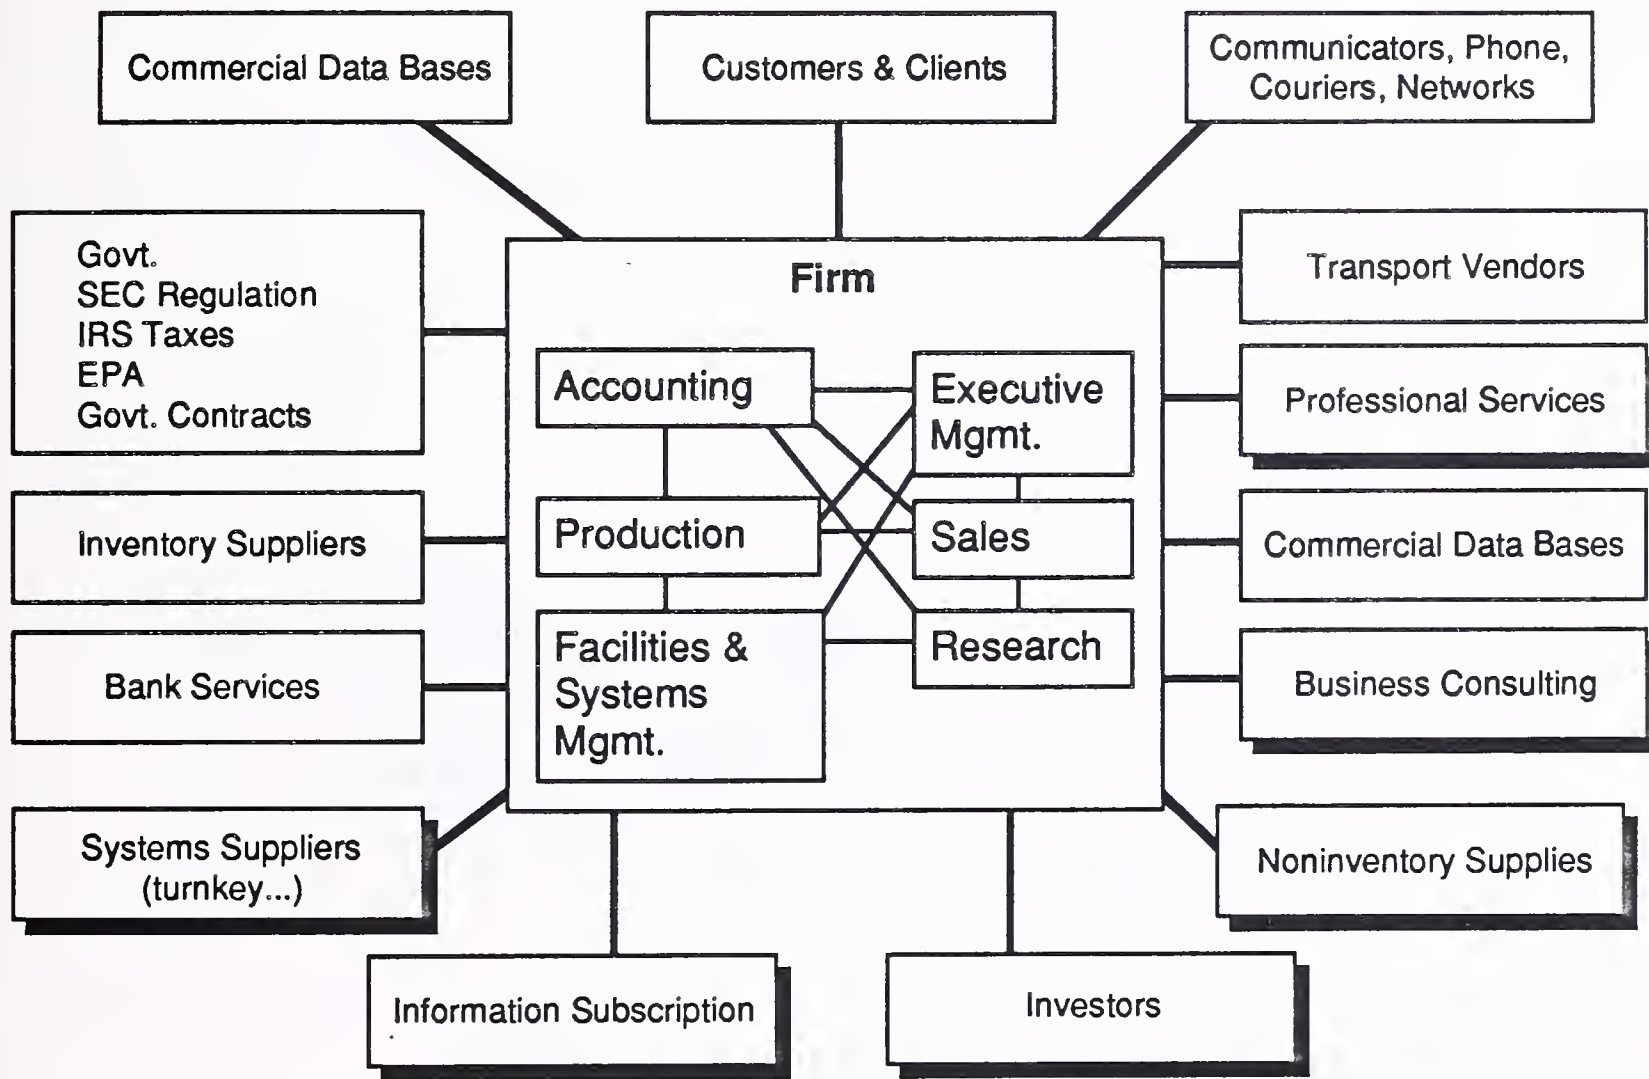 Commercial Data Bases
Customers & Clients
Communicators, Phone,
Couriers, Networks
Govt.
SEC Regulation
IRS Taxes
EPA
Govt. Contracts
Inventory Suppliers
Bank Services
Systems Suppliers
(turnkey...)
Firm
Accounting
Executive
Mgmt.
Production
Sales
Facilities &
Systems
Mgmt.
Research
Transport Vendors
Professional Services
Commercial Data Bases
Business Consulting
Noninventory Supplies
Information Subscription
Investors